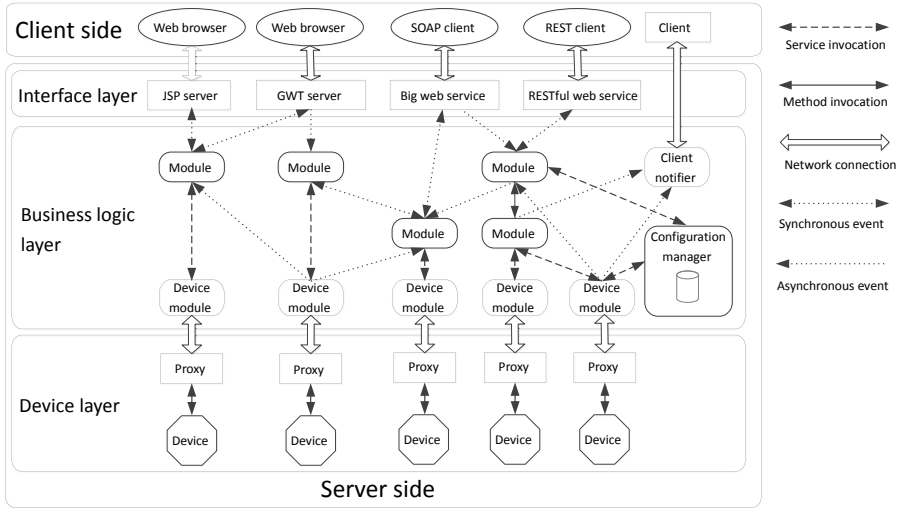 Client side
Web browser
Web browser
SOAP client
REST client
Client
Service invocation
Interface layer
JSP server
GWT server
Big web service
RESTful web service
Method invocation
Network connection
Module
Module
Module
Client
notifier
Business logic
layer
Module
Module
Configuration
manager
Synchronous event
Asynchronous event
Device
module
Device
module
Device
module
Device
module
Device
module
Device layer
Proxy
Proxy
Proxy
Proxy
Proxy
Device
Device
Device
Device
Device
Server side